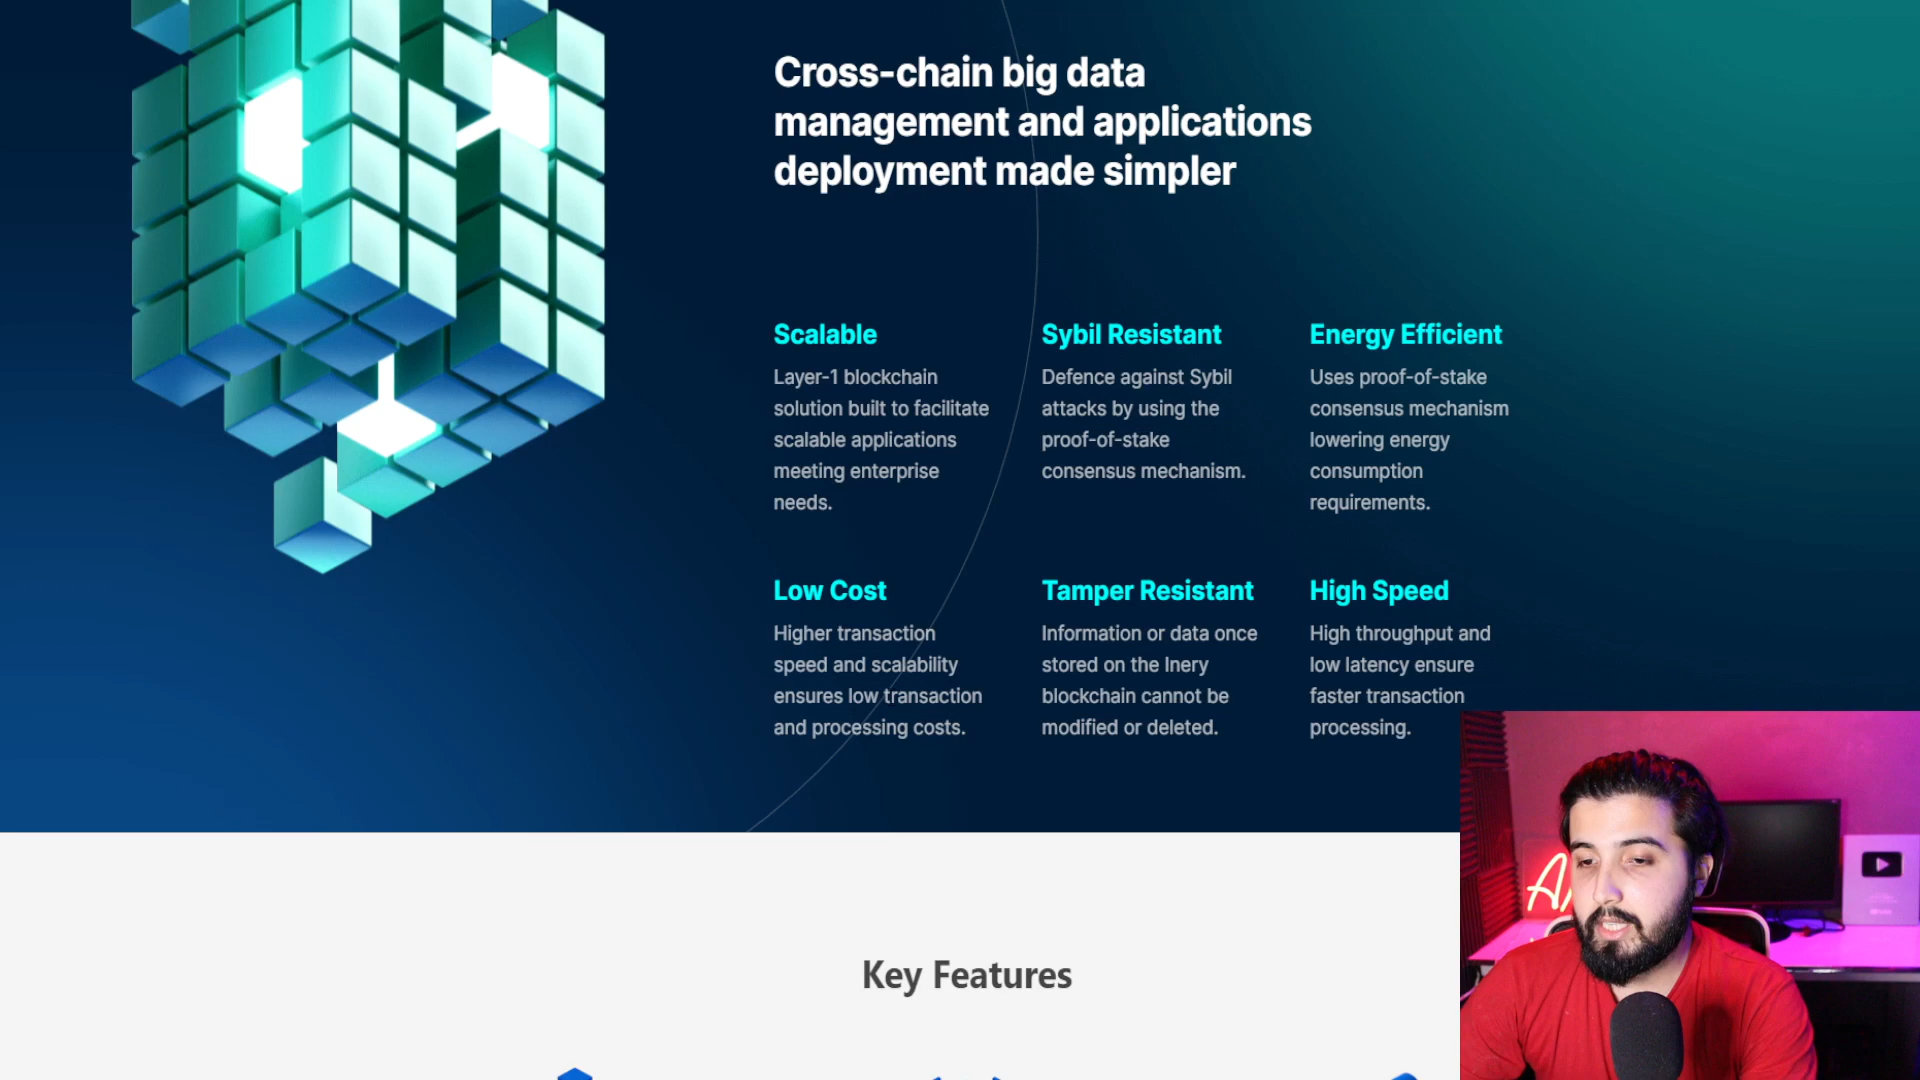 Cross-chain big data
management and applications
deployment made simpler
Scalable
Layer-1 blockchain
solution built to facilitate
scalable applications
meeting enterprise
needs.
Sybil Resistant
Defence against Sybil
attacks by using the
proof-of-stake
consensus mechanism.
Energy Efficient
Uses proof-of-stake
consensus mechanism
lowering energy
consumption
requirements.
Low Cost
Higher transaction
speed and scalability
ensures low transaction
and processing costs.
Tamper Resistant
Information or data once
stored on the Inery
blockchain cannot be
modified or deleted.
High Speed
High throughput and
low latency ensure
faster transaction
processing.
Key Features